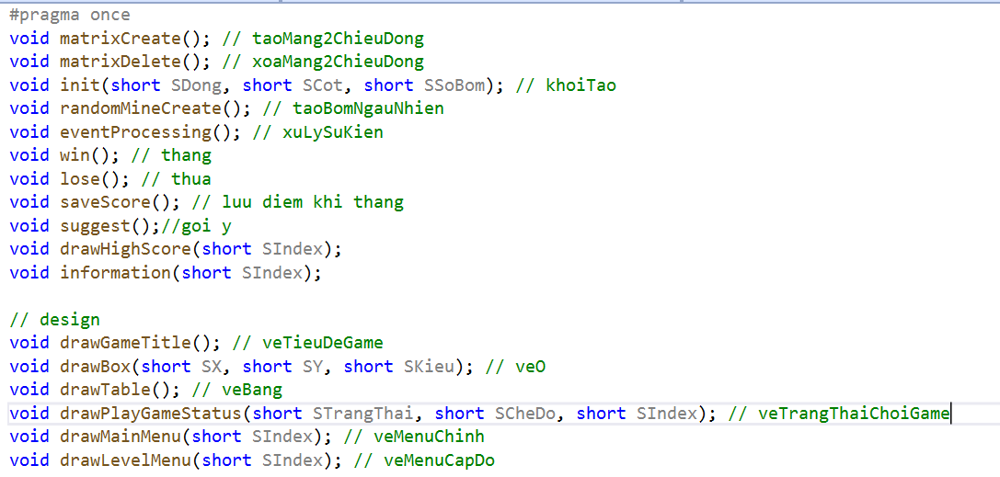 #pragma once
void matrixCreate(); // taoMang2ChieuDong
void matrixDelete(); // xoaMang2ChieuDong
void init(short SDong, short SCot, short SSoBom); // khoiTao
void randomMineCreate(); // taoBomNgauNhien
void eventProcessing(); // xuLySuKien
void win(); // thang
void lose(); // thua
void saveScore(); // luu diem khi thang
void suggest();//goi y
void drawHighScore(short SIndex);
void information(short SIndex);
// design
void drawGameTitle(); // veTieuDeGame
void drawBox(short SX, short SY, short SKieu); // veO
void drawTable(); // veBang
void drawPlayGameStatus(short STrangThai, short SCheDo, short SIndex); // veTrangThaiChoiGame
void drawMainMenu(short SIndex); // veMenuChinh
void drawLevelMenu(short SIndex); // veMenuCapDo